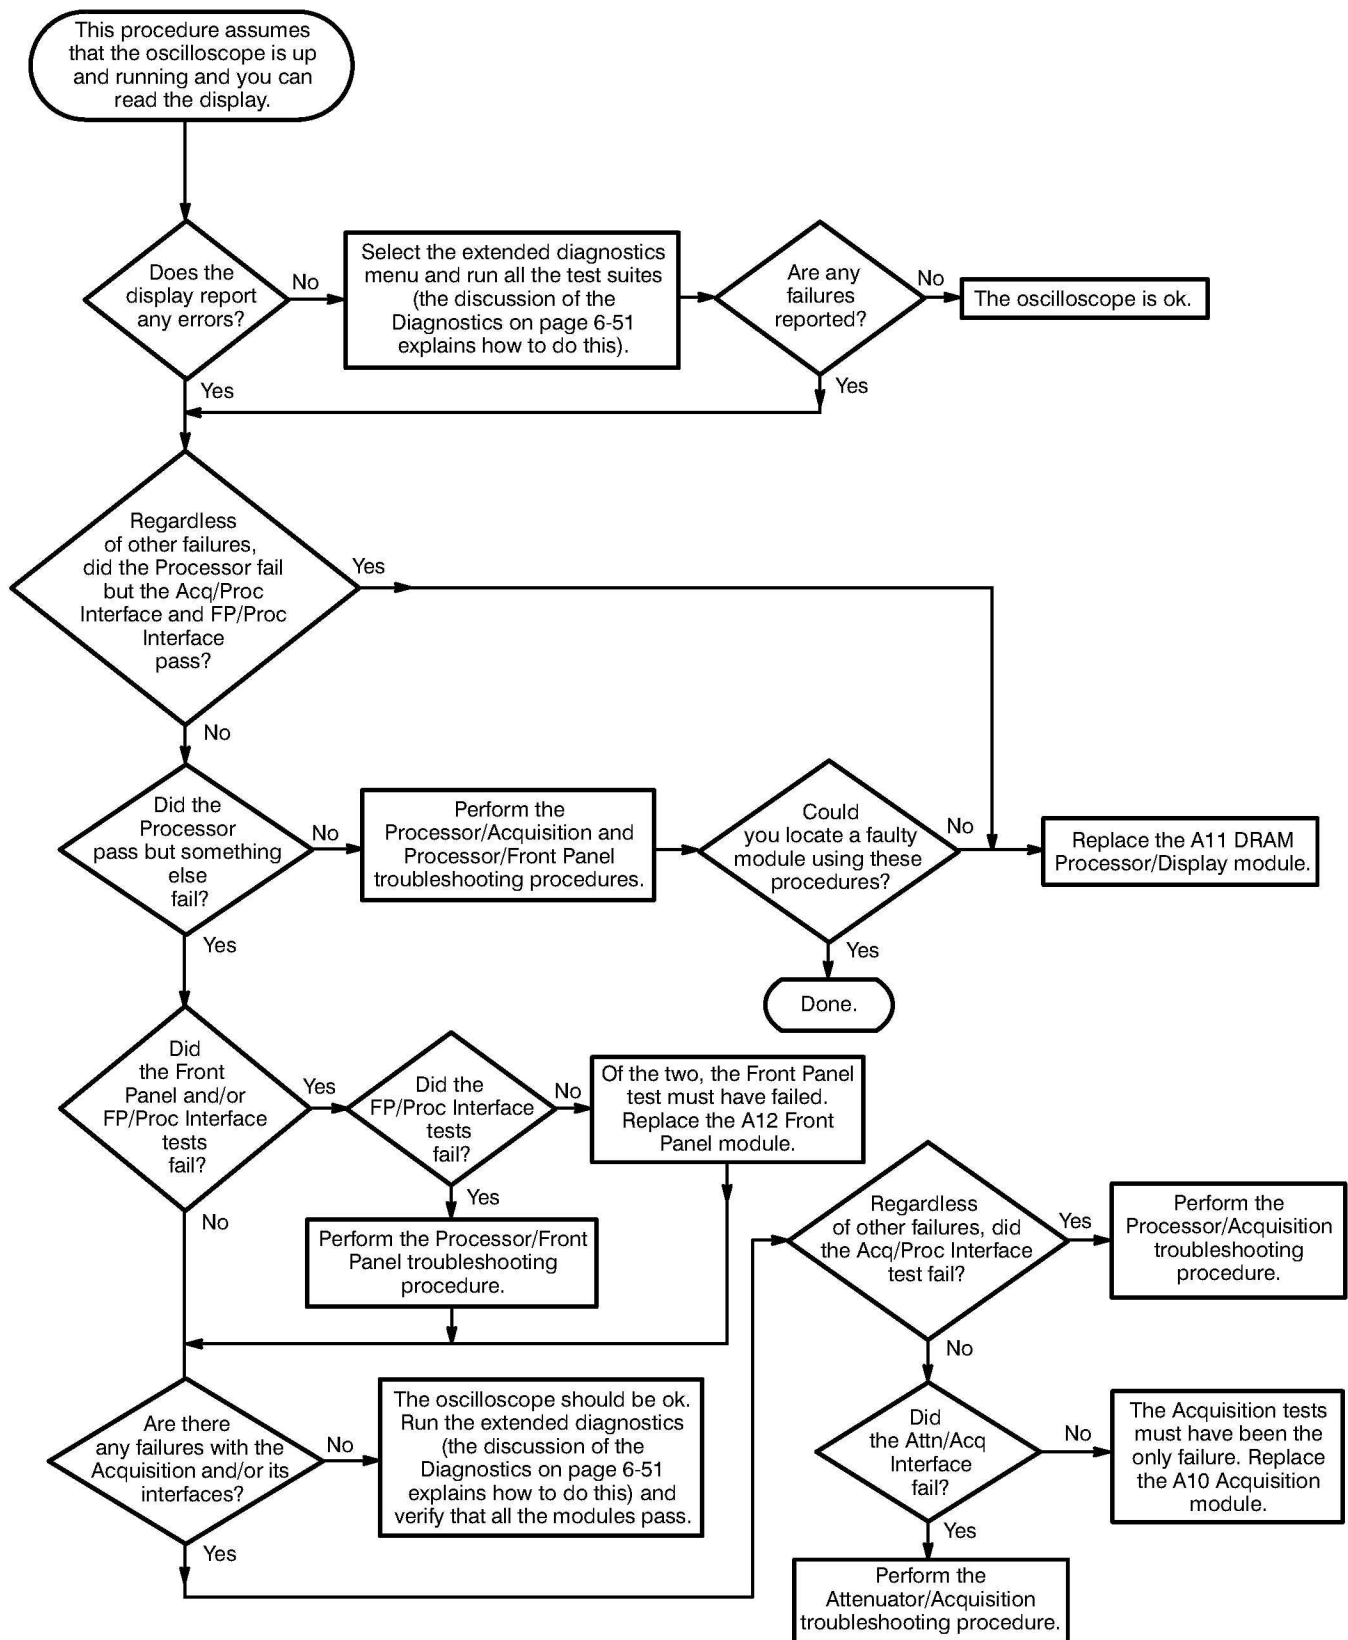 This procedure assumes
that the oscilloscope is up
and running and you can
read the display.
Does the
display report
any errors?
No
Select the extended diagnostics
menu and run all the test suites
(the discussion of the
Diagnostics on page 6-51
explains how to do this).
Are any
failures
reported?
No
The oscilloscope is ok.
Yes
Yes
Regardless
of other failures,
did the Processor fail
but the Acq/Proc
Interface and FP/Proc
Interface
pass?
Yes
No
Did the
Processor
pass but something
else
fail?
No
Perform the
Processor/Acquisition and
Processor/Front Panel
troubleshooting procedures.
Could
you locate a faulty
module using these
procedures?
No
Replace the A11 DRAM
Processor/Display module.
Yes
Yes
Done.
Did
the Front
Panel and/or
FP/Proc Interface
tests
fail?
Yes
Did the
FP/Proc Interface
tests
fail?
No
Of the two, the Front Panel
test must have failed.
Replace the A12 Front
Panel module.
No
Yes
Perform the Processor/Front
Panel troubleshooting
procedure.
Regardless
of other failures, did
the Acq/Proc Interface
test fail?
Yes
Perform the
Processor/Acquisition
troubleshooting
procedure.
No
Are there
any failures with the
Acquisition and/or its
interfaces?
No
The oscilloscope should be ok.
Run the extended diagnostics
(the discussion of the
Diagnostics on page 6-51
explains how to do this) and
verify that all the modules pass.
Yes
Did
the Attn/Acq
Interface
fail?
No
The Acquisition tests
must have been the
only failure. Replace
the A10 Acquisition
module.
Yes
Perform the
Attenuator/Acquisition
troubleshooting procedure.